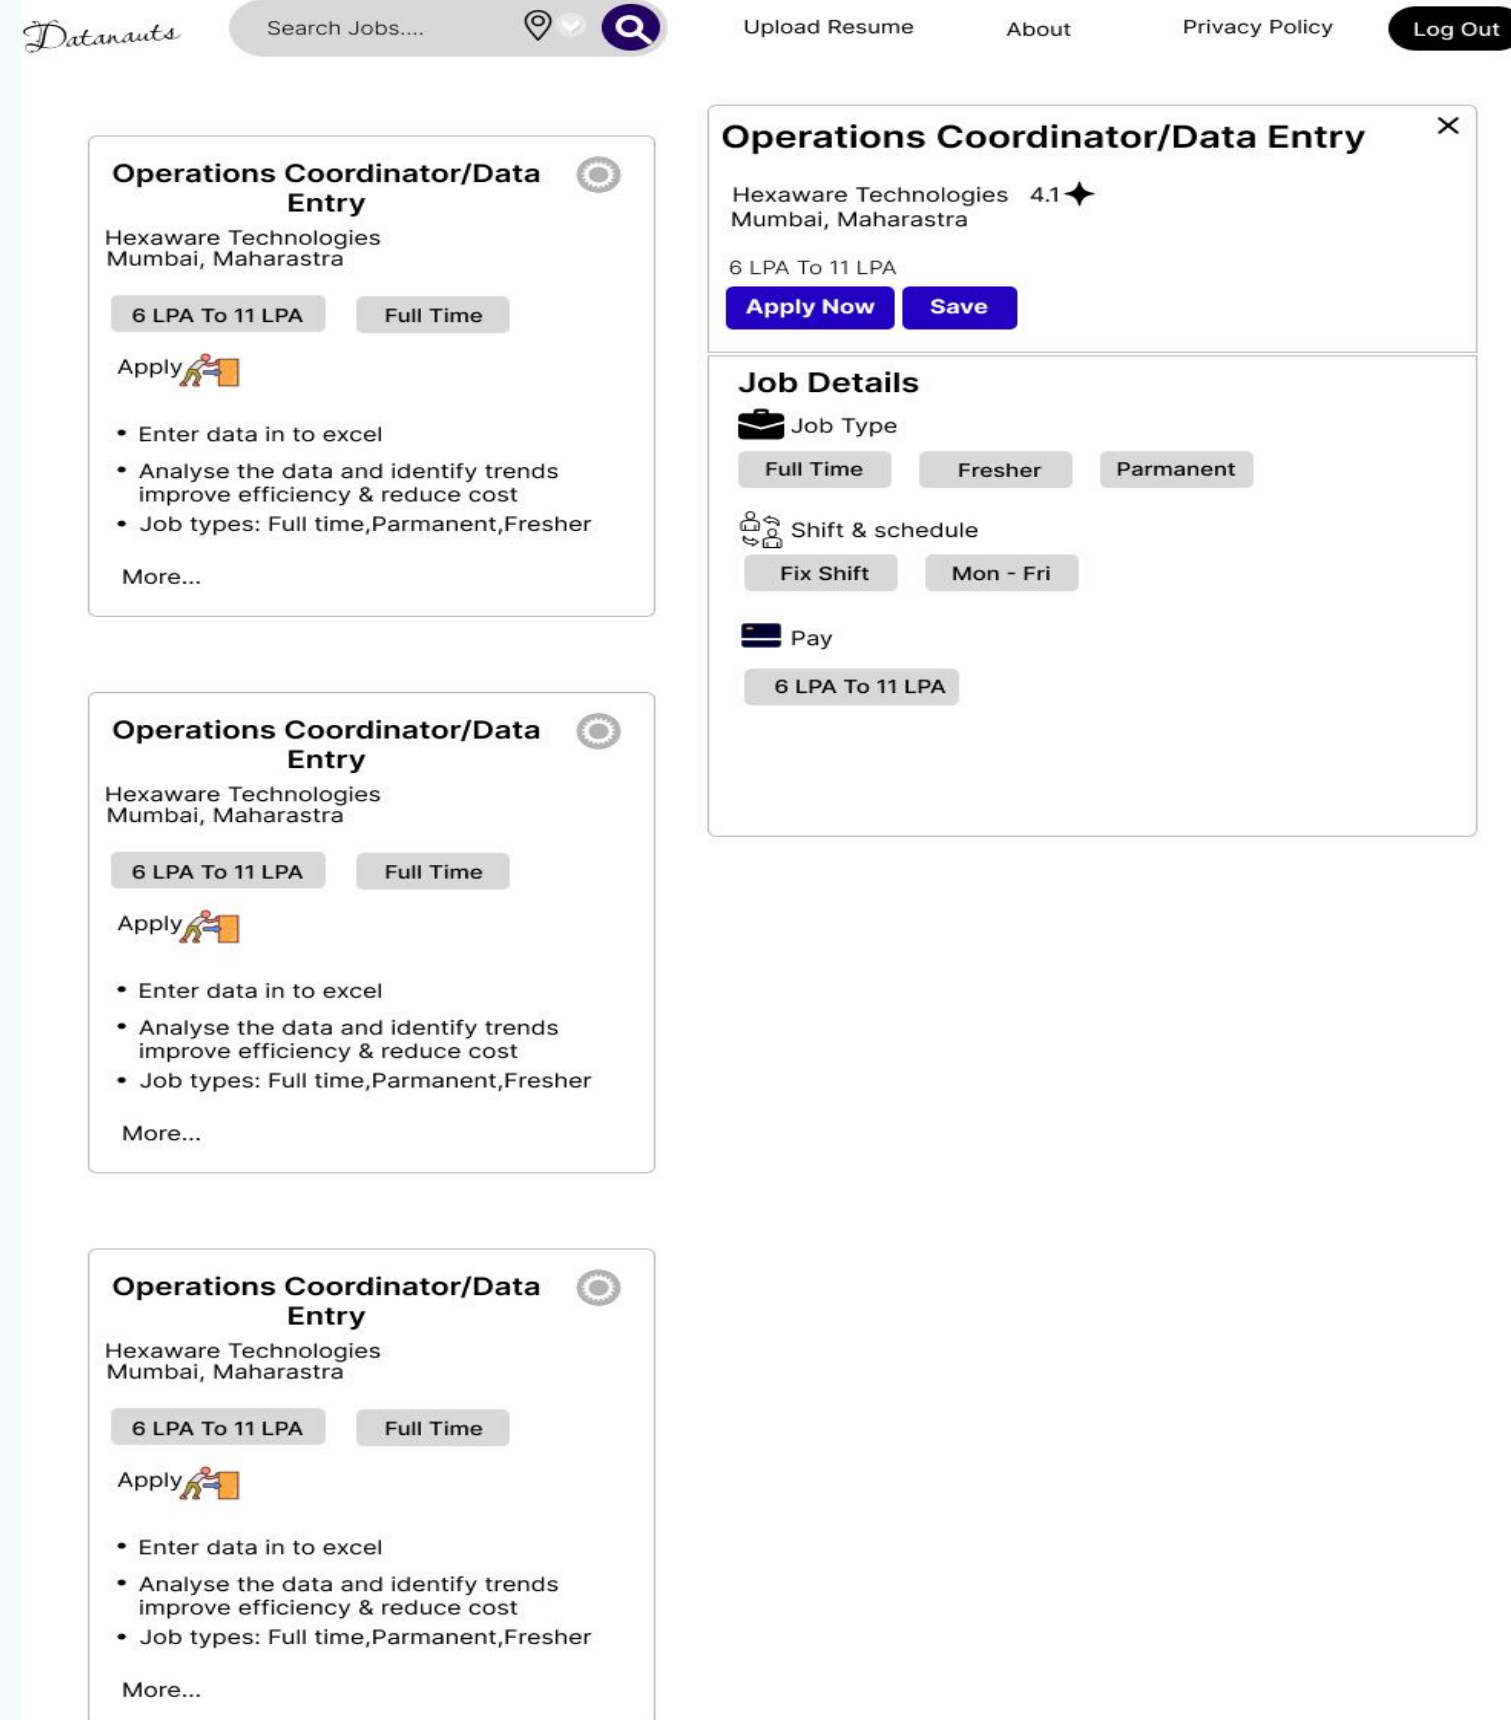 Datanauts
Search Jobs....
Upload Resume
About
Privacy Policy
Log Out
Operations Coordinator/Data
Entry
Hexaware Technologies
Mumbai, Maharastra
6 LPA To 11 LPA
Full Time
Apply
• Enter data in to excel
• Analyse the data and identify trends
improve efficiency & reduce cost
• Job types: Full time,Parmanent,Fresher
More...
Operations Coordinator/Data
Entry
Hexaware Technologies
Mumbai, Maharastra
6 LPA To 11 LPA
Full Time
Apply
• Enter data in to excel
• Analyse the data and identify trends
improve efficiency & reduce cost
• Job types: Full time,Parmanent,Fresher
More...
Operations Coordinator/Data
Entry
Hexaware Technologies
Mumbai, Maharastra
6 LPA To 11 LPA
Full Time
Apply
• Enter data in to excel
• Analyse the data and identify trends
improve efficiency & reduce cost
• Job types: Full time,Parmanent,Fresher
More...
Operations Coordinator/Data Entry
Hexaware Technologies 4.1
Mumbai, Maharastra
6 LPA To 11 LPA
Apply Now
Save
Job Details
Job Type
Full Time
Fresher
Parmanent
Shift & schedule
Fix Shift
Mon - Fri
Pay
6 LPA To 11 LPA